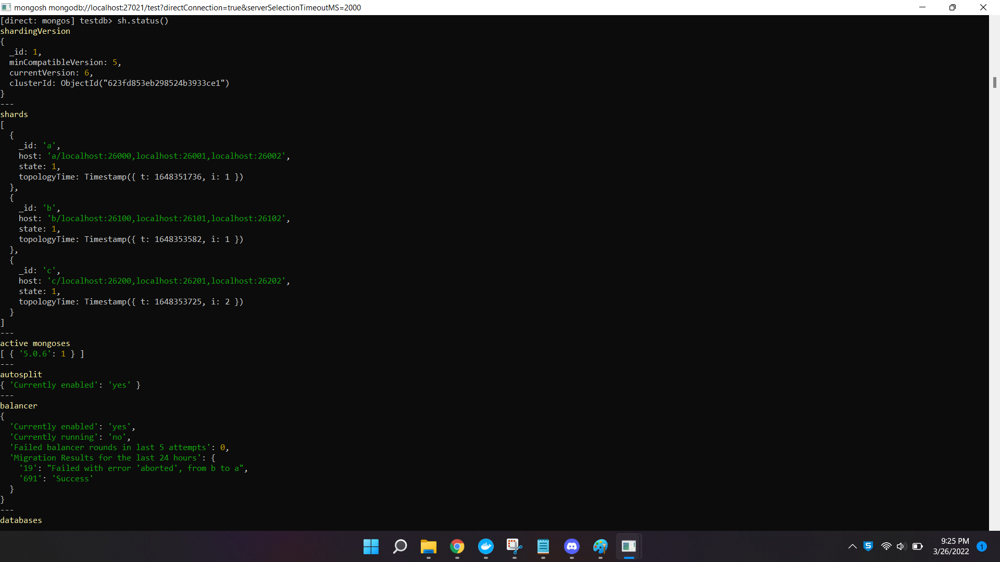 mongosh mongodb://localhost:27021/test?directConnection=true&serverSelectionTimeoutMS=2000
[direct: mongos] testdb> sh.status()
shardingVersion
{
  _id: 1,
  minCompatibleVersion: 5,
  currentVersion: 6,
  clusterId: ObjectId("623fd853eb298524b3933ce1")
}
---
shards
[
  {
    _id: 'a',
    host: 'a/localhost:26000,localhost:26001,localhost:26002',
    state: 1,
    topologyTime: Timestamp({ t: 1648351736, i: 1 })
  },
  {
    _id: 'b',
    host: 'b/localhost:26100,localhost:26101,localhost:26102',
    state: 1,
    topologyTime: Timestamp({ t: 1648353582, i: 1 })
  },
  {
    _id: 'c',
    host: 'c/localhost:26200,localhost:26201,localhost:26202',
    state: 1,
    topologyTime: Timestamp({ t: 1648353725, i: 2 })
  }
]
---
active mongoses
[ { '5.0.6': 1 } ]
---
autosplit
{ 'Currently enabled': 'yes' }
---
balancer
{
  'Currently enabled': 'yes',
  'Currently running': 'no',
  'Failed balancer rounds in last 5 attempts': 0,
  'Migration Results for the last 24 hours': {
    '19': "Failed with error 'aborted', from b to a",
    '691': 'Success'
  }
}
---
databases
S
9:25 PM
3/26/2022
1